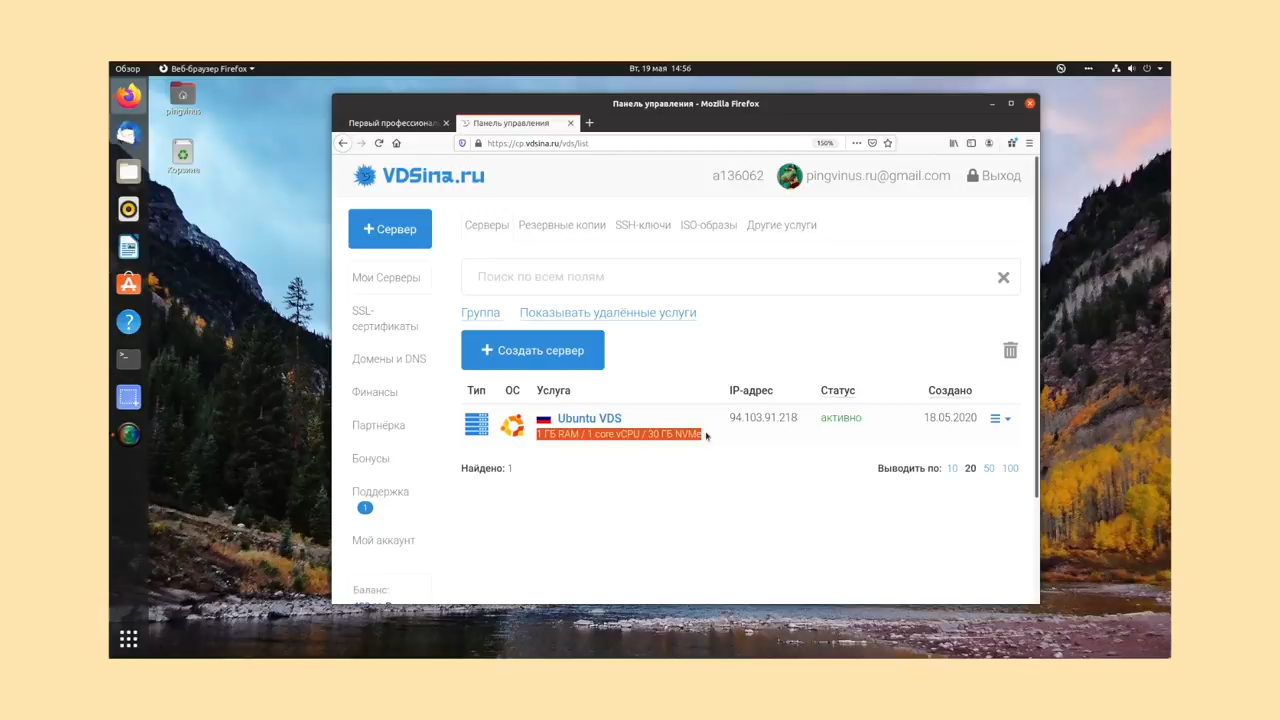 Обзор
Веб-браузер Firefox
Вт, 19 мая 14:56
pingvinus
Корзина
Панель управления - Mozilla Firefox
Первый профессионал
Панель управления
https://cp.vdsina.ru/vds/list
150%
VDSina.ru
a136062
pingvinus.ru@gmail.com
Выход
+ Сервер
Серверы
Резервные копии
SSH-ключи
ISO-образы
Другие услуги
Мои Серверы
SSL-
сертификаты
Домены и DNS
Финансы
Партнёрка
Бонусы
Поддержка
1
Мой аккаунт
Баланс:
Поиск по всем полям
Группа
Показывать удалённые услуги
+ Создать сервер
Тип ОС Услуга IP-адрес Статус Создано
Ubuntu VDS 94.103.91.218 активно 18.05.2020
1 ГБ RAM / 1 core vCPU / 30 ГБ NVMe
Найдено: 1
Выводить по: 10 20 50 100